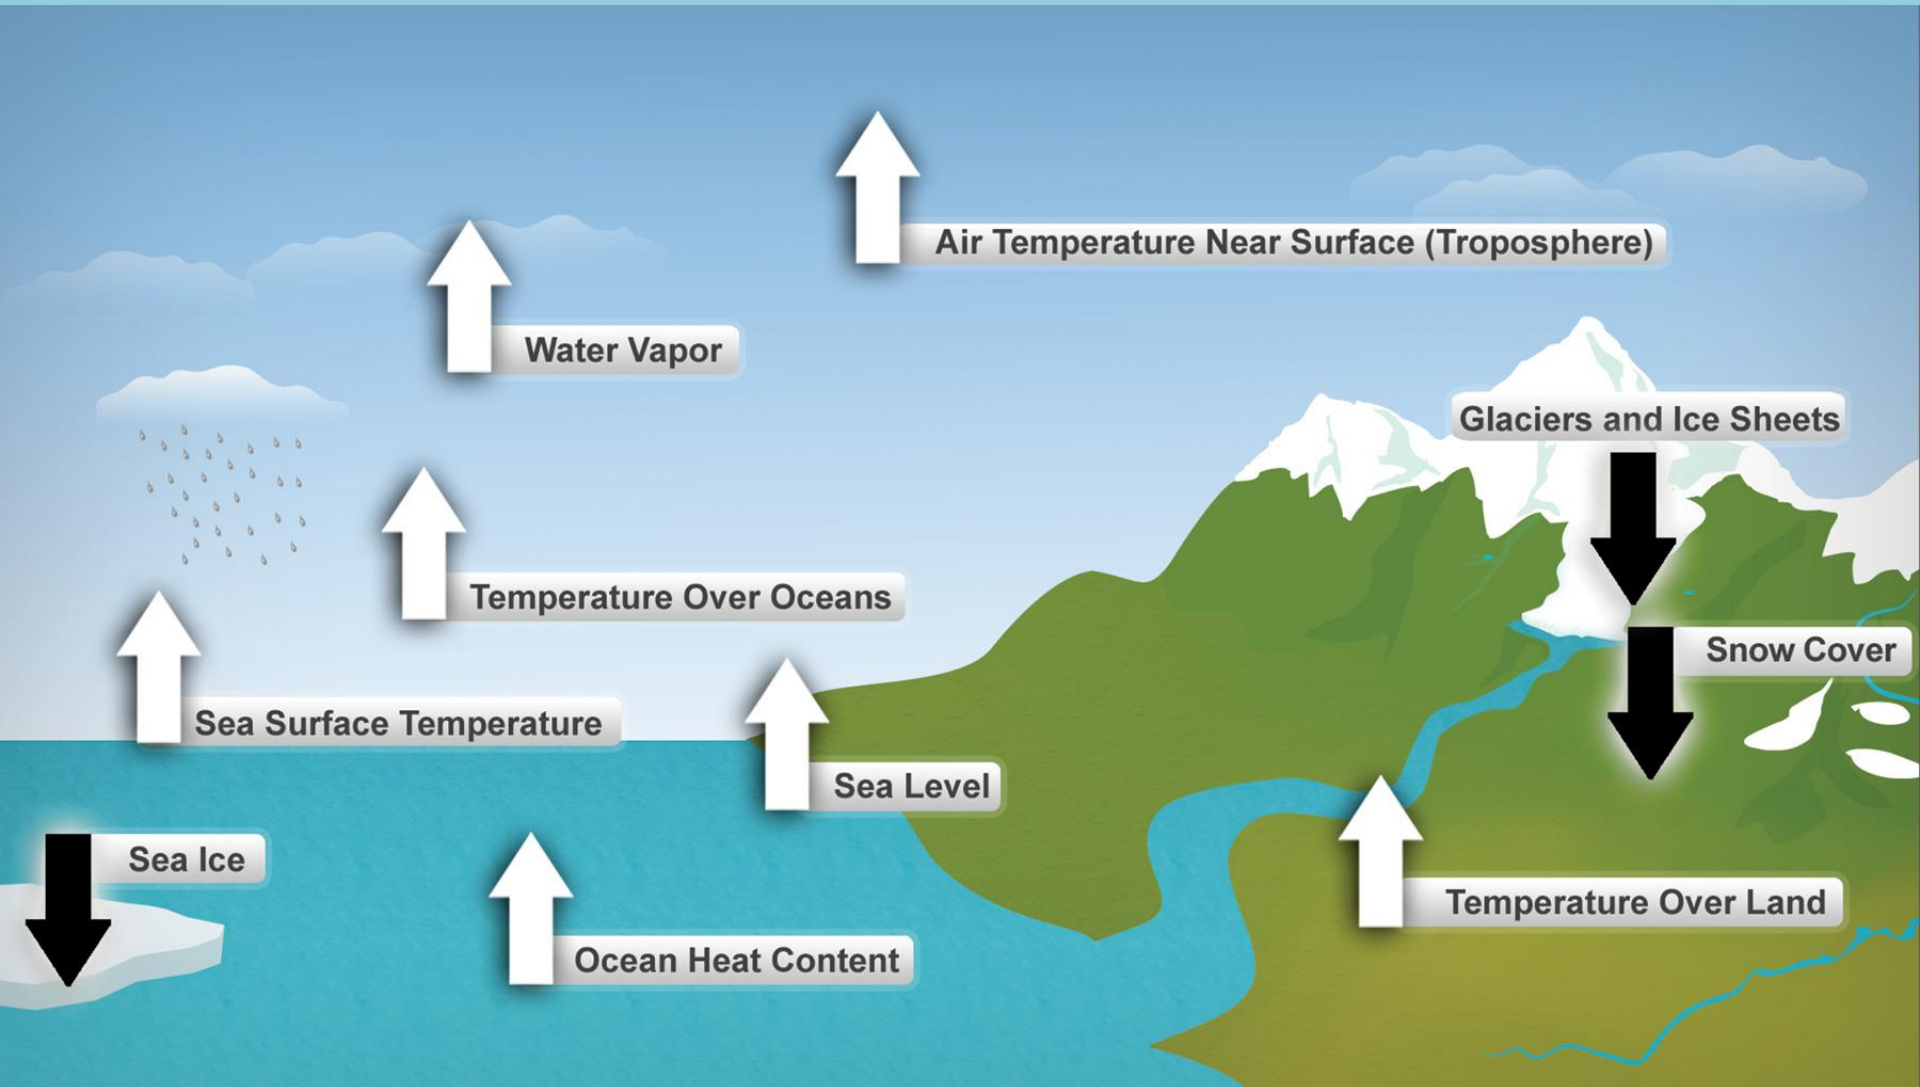 Air Temperature Near Surface (Troposphere)
Water Vapor
Glaciers and Ice Sheets
Temperature Over Oceans
Snow Cover
Sea Surface Temperature
Sea Level
Sea Ice
Temperature Over Land
Ocean Heat Content